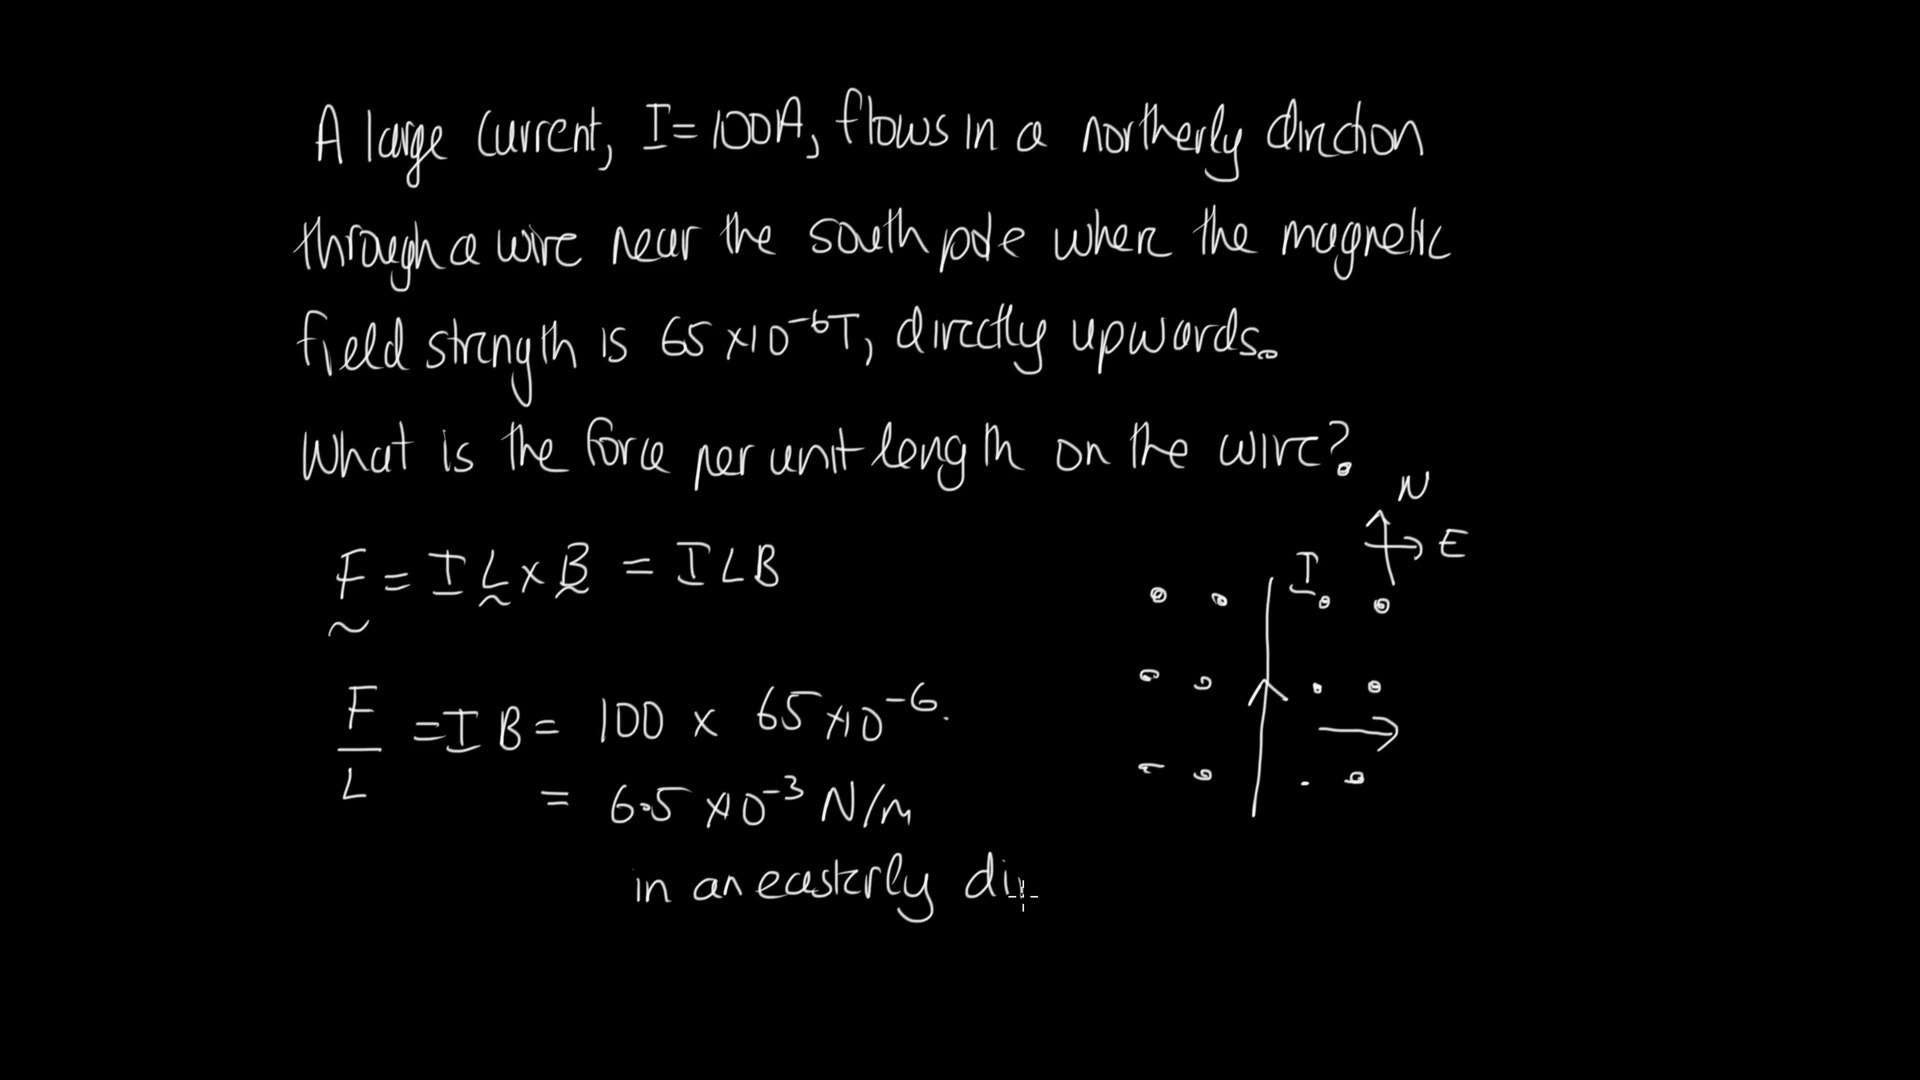 A large current, I = 100A, flows in a northerly direction
through a wire near the south pole where the magnetic
field strength is 65 × 10⁻⁶ T, directly upwards.
What is the force per unit length on the wire?
N
E
I
F = I L × B = I L B
F/L = I B = 100 × 65 × 10⁻⁶.
= 6.5 × 10⁻³ N/m
in an easterly di